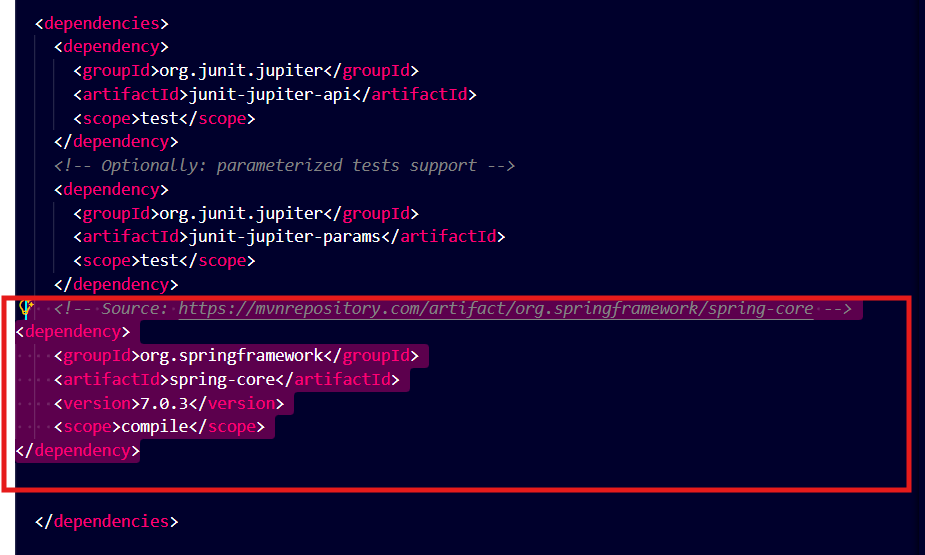 <dependencies>
<dependency>
<groupId>org.junit.jupiter</groupId>
<artifactId>junit-jupiter-api</artifactId>
<scope>test</scope>
</dependency>
<!-- Optionally: parameterized tests support -->
<dependency>
<groupId>org.junit.jupiter</groupId>
<artifactId>junit-jupiter-params</artifactId>
<scope>test</scope>
</dependency>
<!-- Source: https://mvnrepository.com/artifact/org.springframework/spring-core -->
<dependency>
<groupId>org.springframework</groupId>
<artifactId>spring-core</artifactId>
<version>7.0.3</version>
<scope>compile</scope>
</dependency>
</dependencies>